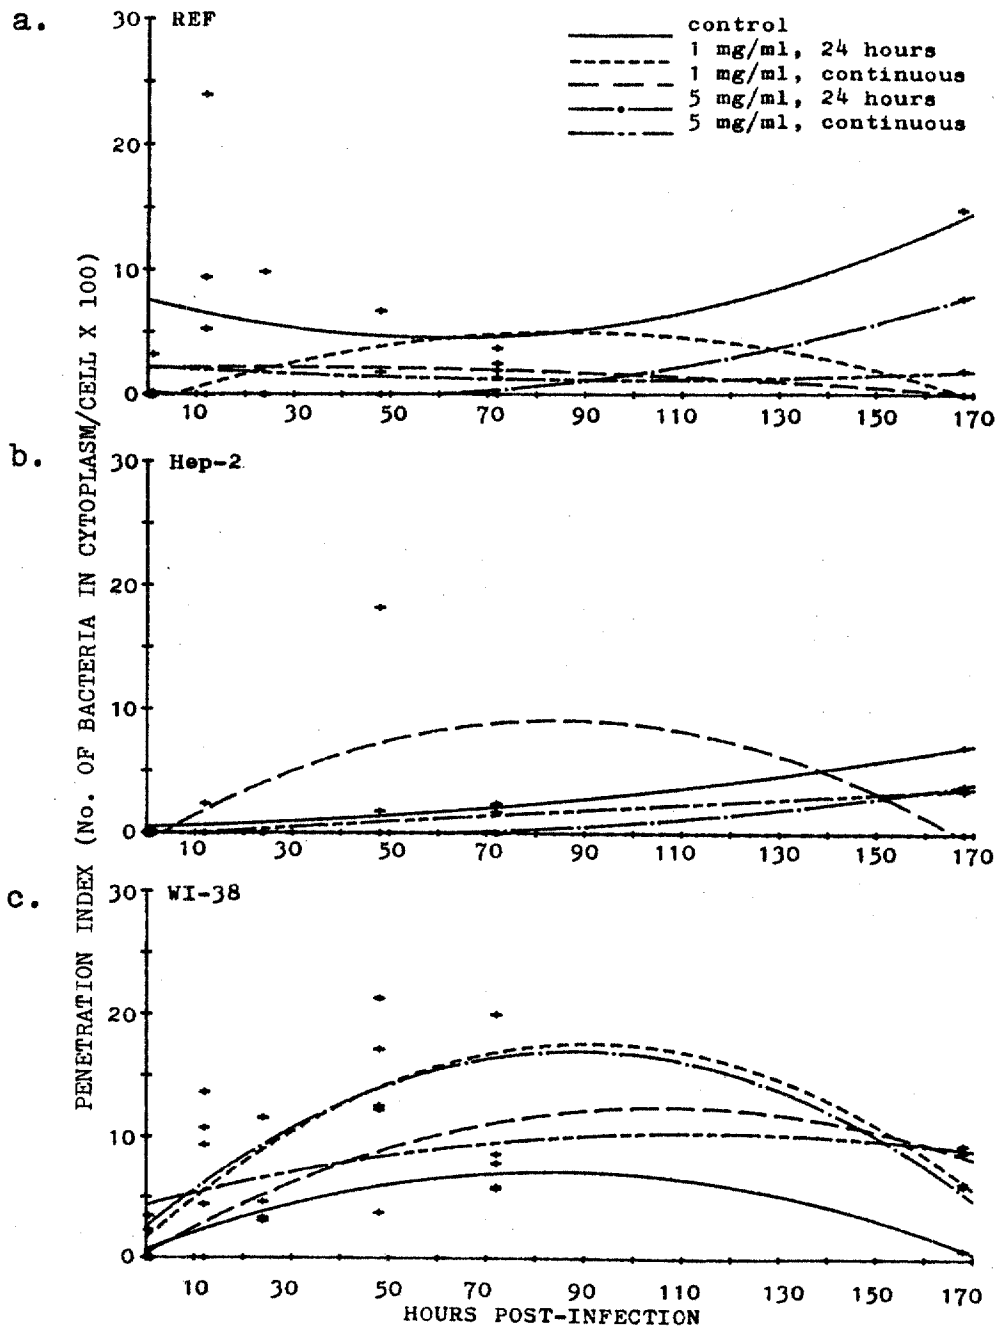 a.
30 REF
20
10
0
control
1 mg/ml, 24 hours
1 mg/ml, continuous
5 mg/ml, 24 hours
5 mg/ml, continuous
10 30 50 70 90 110 130 150 170
b.
30 Hep-2
20
10
0
10 30 50 70 90 110 130 150 170
c.
30 WI-38
20
10
0
10 30 50 70 90 110 130 150 170
HOURS POST-INFECTION
PENETRATION INDEX (No. OF BACTERIA IN CYTOPLASM/CELL X 100)